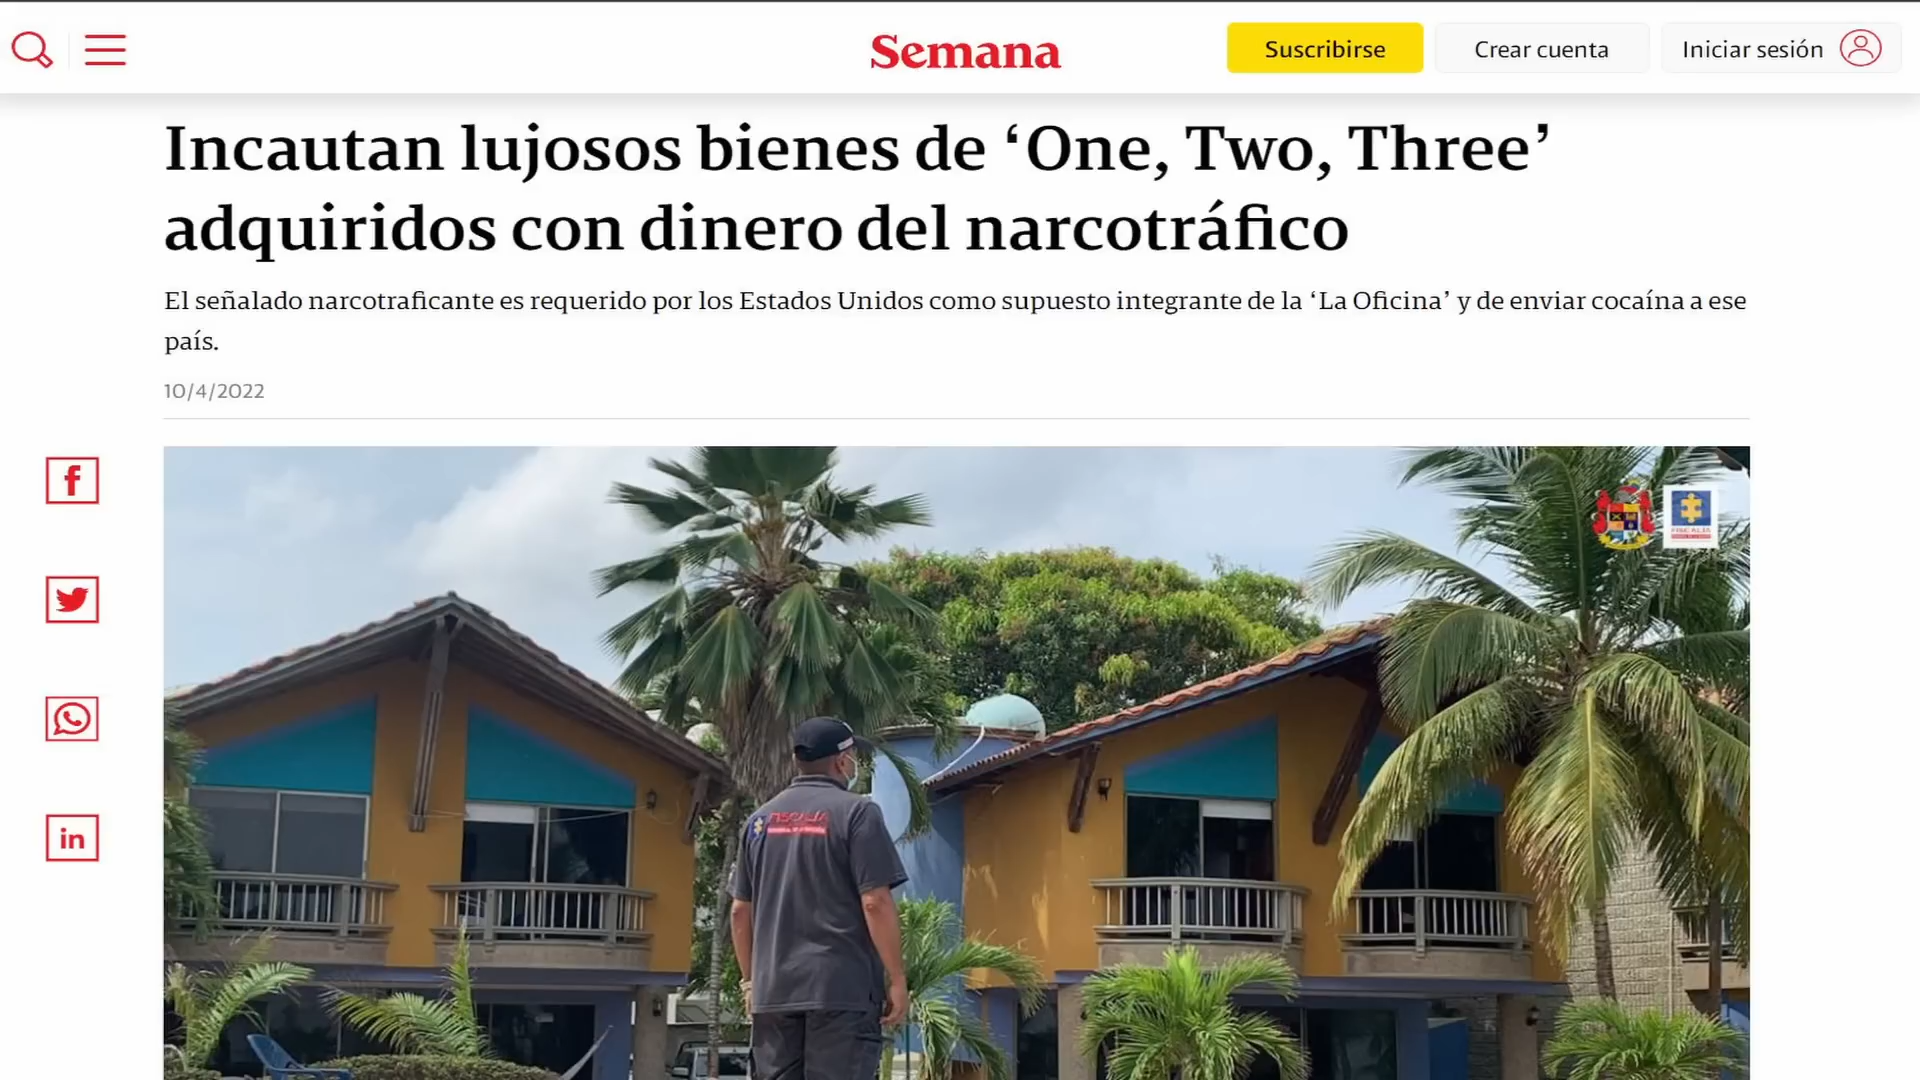 Semana
Suscribirse
Crear cuenta
Iniciar sesión
Incautan lujosos bienes de ‘One, Two, Three’
adquiridos con dinero del narcotráfico
El señalado narcotraficante es requerido por los Estados Unidos como supuesto integrante de la ‘La Oficina’ y de enviar cocaína a ese
país.
10/4/2022
f
in
FISCALÍA
FISCALÍA